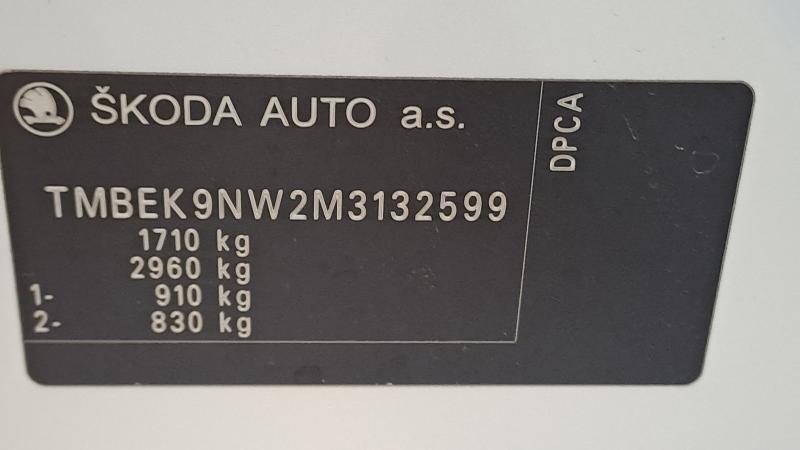 ŠKODA AUTO a.s.
DPCA
TMBEK9NW2M3132599
1710 kg
2960 kg
1- 910 kg
2- 830 kg